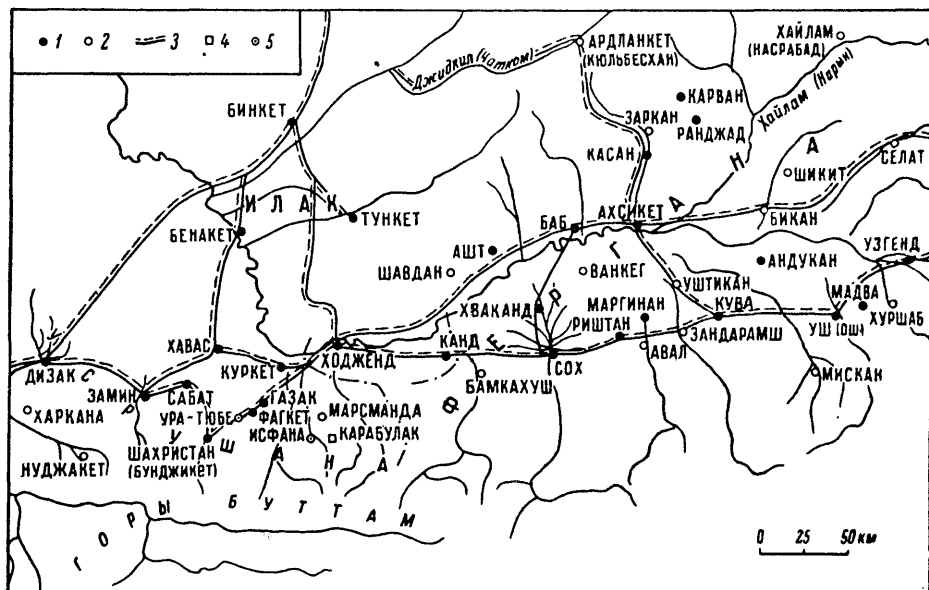 1 2 3 4 5
АРДЛАНКЕТ
(КЮЛЬБЕСХАН)
ХАЙЛАМ
(НАСРАБАД)
Джидкил (Чатком)
Хайлам (Нарын)
КАРВАН
БИНКЕТ
ЗАРКАН
РАНДЖАД
КАСАН
СЕЛАТ
ШИКИТ
ИЛАК
ТУНКЕТ
БЕНАКЕТ
БАБ
АХСИКЕТ
БИКАН
АШТ
ШАВДАН
ВАНКЕГ
АНДУКАН
УЗГЕНД
УШТИКАН
ФЕРГАНА
ХВАКАНД
МАРГИНАН
КУВА
МАДВА
ХУРШАБ
РИШТАН
ЗАНДАРАМШ
УШ (ОШ)
ХАВАС
ХОДЖЕНД
КАНД
СОХ
АВАЛ
ДИЗАК
КУРКЕТ
БАМКАХУШ
МИСКАН
ЗАМИН
САБАТ
ГАЗАК
ХАРКАНА
УРА-ТЮБЕ
ФАГКЕТ
МАРСМАНДА
УСРУШАНА
ШАХРИСТАН
(БУНДЖИКЕТ)
ИСФАНА
КАРАБУЛАК
НУДЖАКЕТ
ГОРЫ БУТТАМ
0 25 50 км